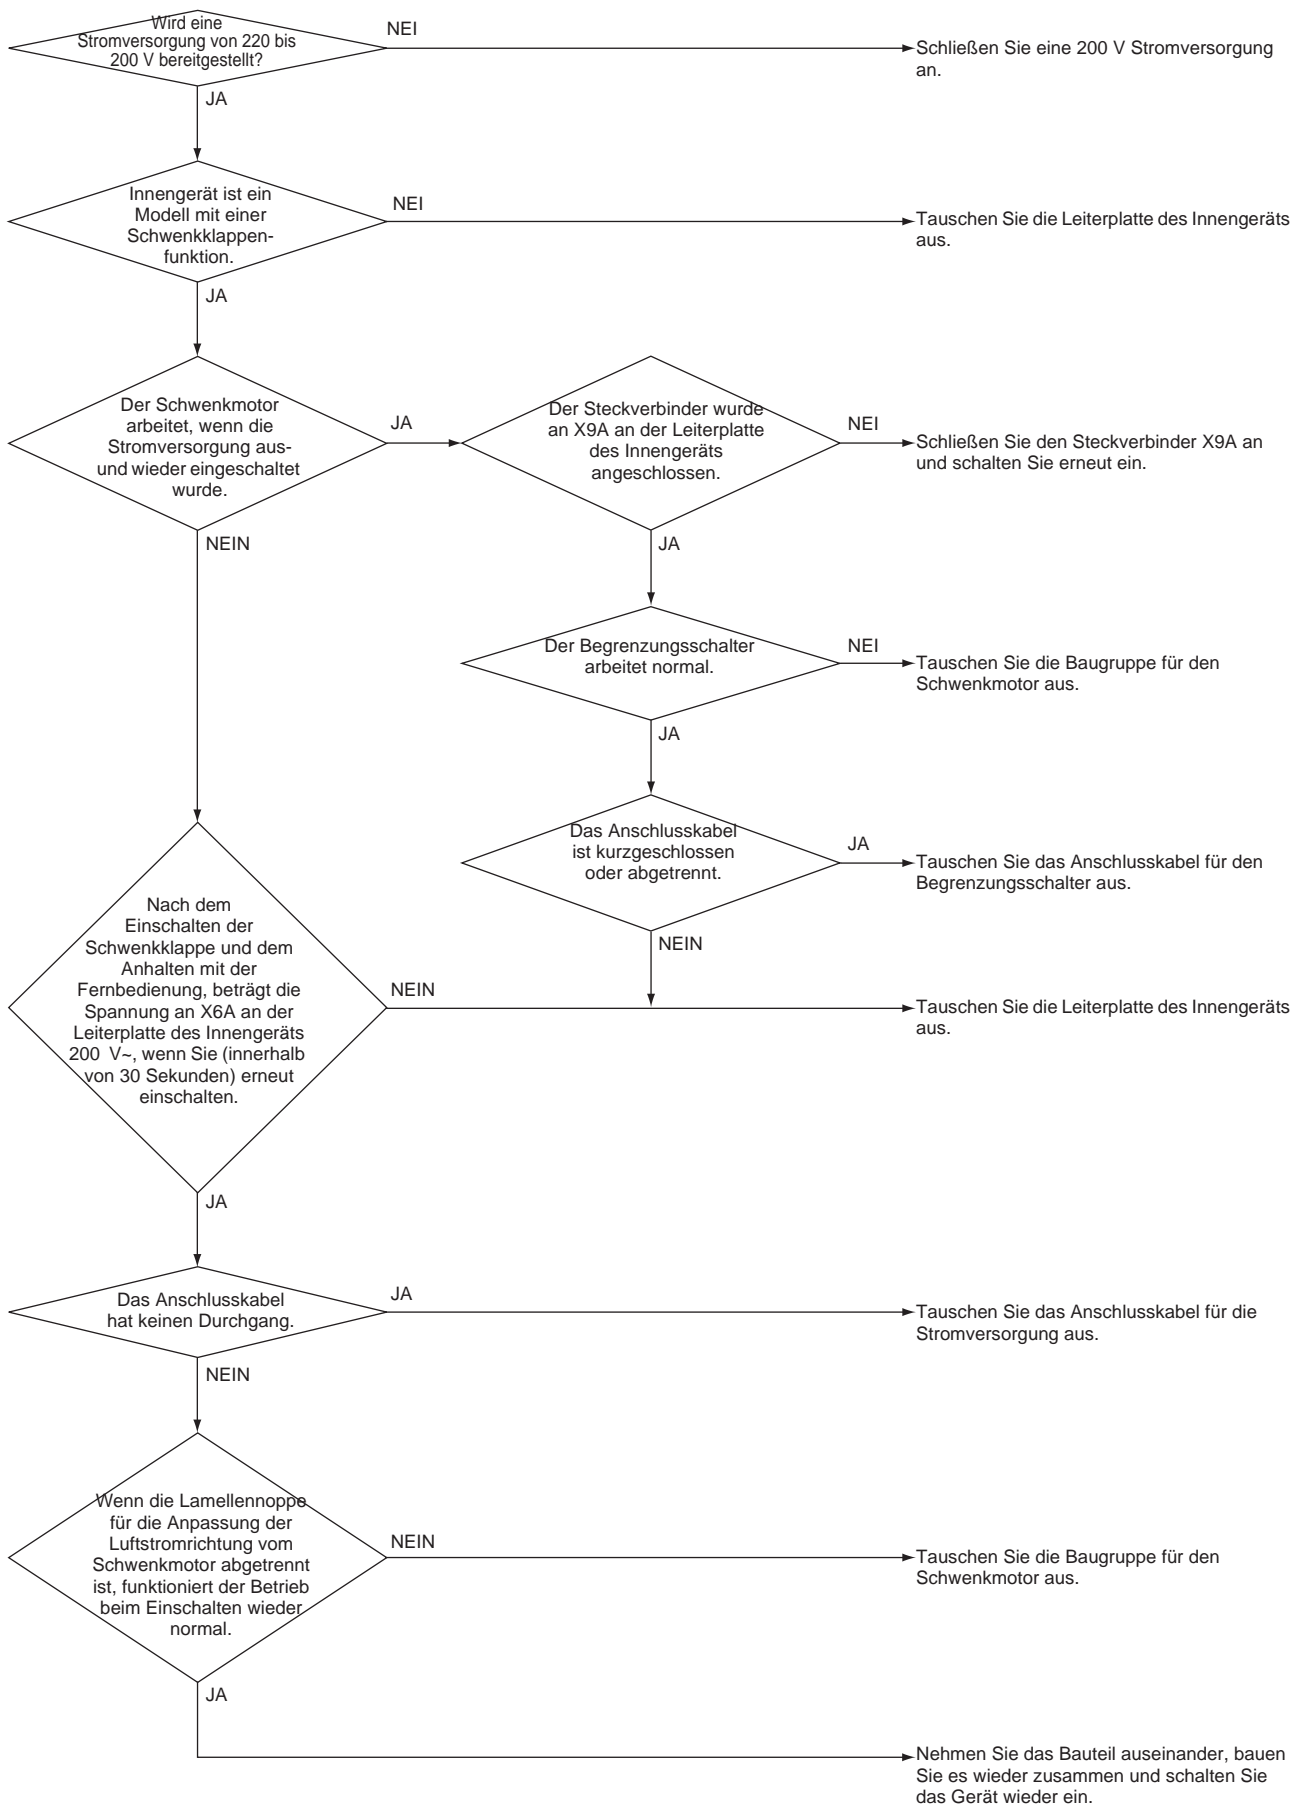 Wird eine
Stromversorgung von 220 bis
200 V bereitgestellt?
NEI
Schließen Sie eine 200 V Stromversorgung
an.
JA
Innengerät ist ein
Modell mit einer
Schwenkklappen-
funktion.
NEI
Tauschen Sie die Leiterplatte des Innengeräts
aus.
JA
Der Schwenkmotor
arbeitet, wenn die
Stromversorgung aus-
und wieder eingeschaltet
wurde.
JA
Der Steckverbinder wurde
an X9A an der Leiterplatte
des Innengeräts
angeschlossen.
NEI
Schließen Sie den Steckverbinder X9A an
und schalten Sie erneut ein.
NEIN
JA
Der Begrenzungsschalter
arbeitet normal.
NEI
Tauschen Sie die Baugruppe für den
Schwenkmotor aus.
JA
Das Anschlusskabel
ist kurzgeschlossen
oder abgetrennt.
JA
Tauschen Sie das Anschlusskabel für den
Begrenzungsschalter aus.
NEIN
Nach dem
Einschalten der
Schwenkklappe und dem
Anhalten mit der
Fernbedienung, beträgt die
Spannung an X6A an der
Leiterplatte des Innengeräts
200 V~, wenn Sie (innerhalb
von 30 Sekunden) erneut
einschalten.
NEIN
Tauschen Sie die Leiterplatte des Innengeräts
aus.
JA
Das Anschlusskabel
hat keinen Durchgang.
JA
Tauschen Sie das Anschlusskabel für die
Stromversorgung aus.
NEIN
Wenn die Lamellennoppe
für die Anpassung der
Luftstromrichtung vom
Schwenkmotor abgetrennt
ist, funktioniert der Betrieb
beim Einschalten wieder
normal.
NEIN
Tauschen Sie die Baugruppe für den
Schwenkmotor aus.
JA
Nehmen Sie das Bauteil auseinander, bauen
Sie es wieder zusammen und schalten Sie
das Gerät wieder ein.